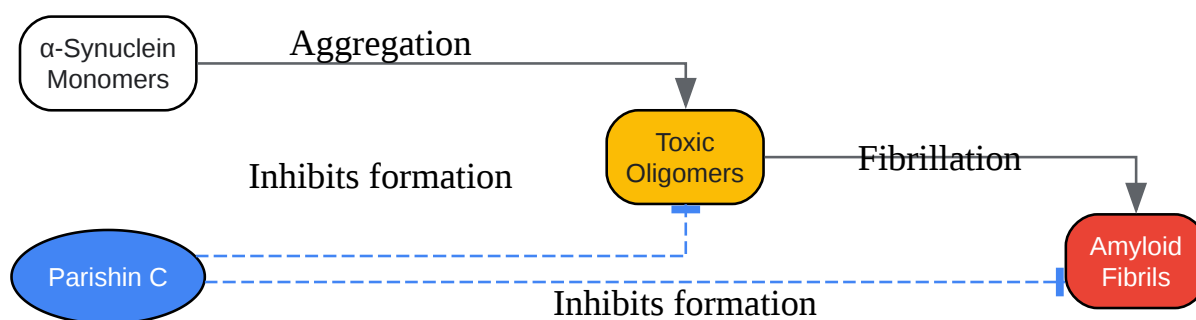 α-Synuclein
Monomers
Aggregation
Toxic
Oligomers
Fibrillation
Inhibits formation
Parishin C
Amyloid
Fibrils
Inhibits formation